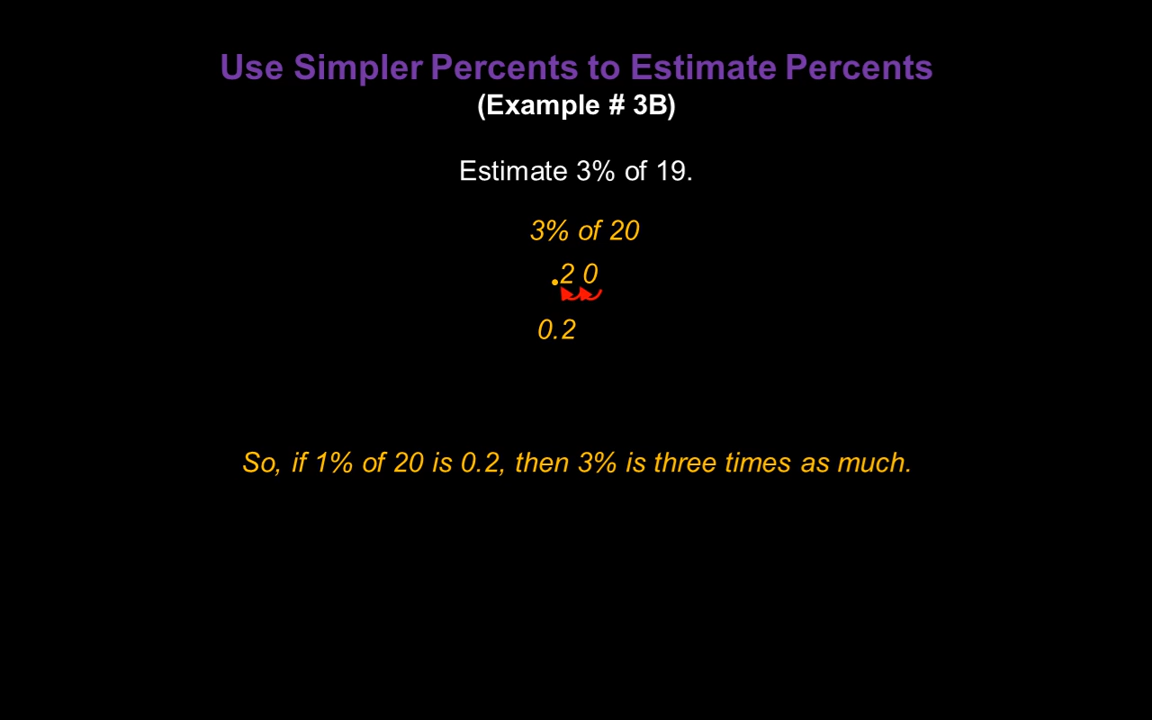 Use Simpler Percents to Estimate Percents
(Example # 3B)
Estimate 3% of 19.
3% of 20
.2 0
0.2
So, if 1% of 20 is 0.2, then 3% is three times as much.